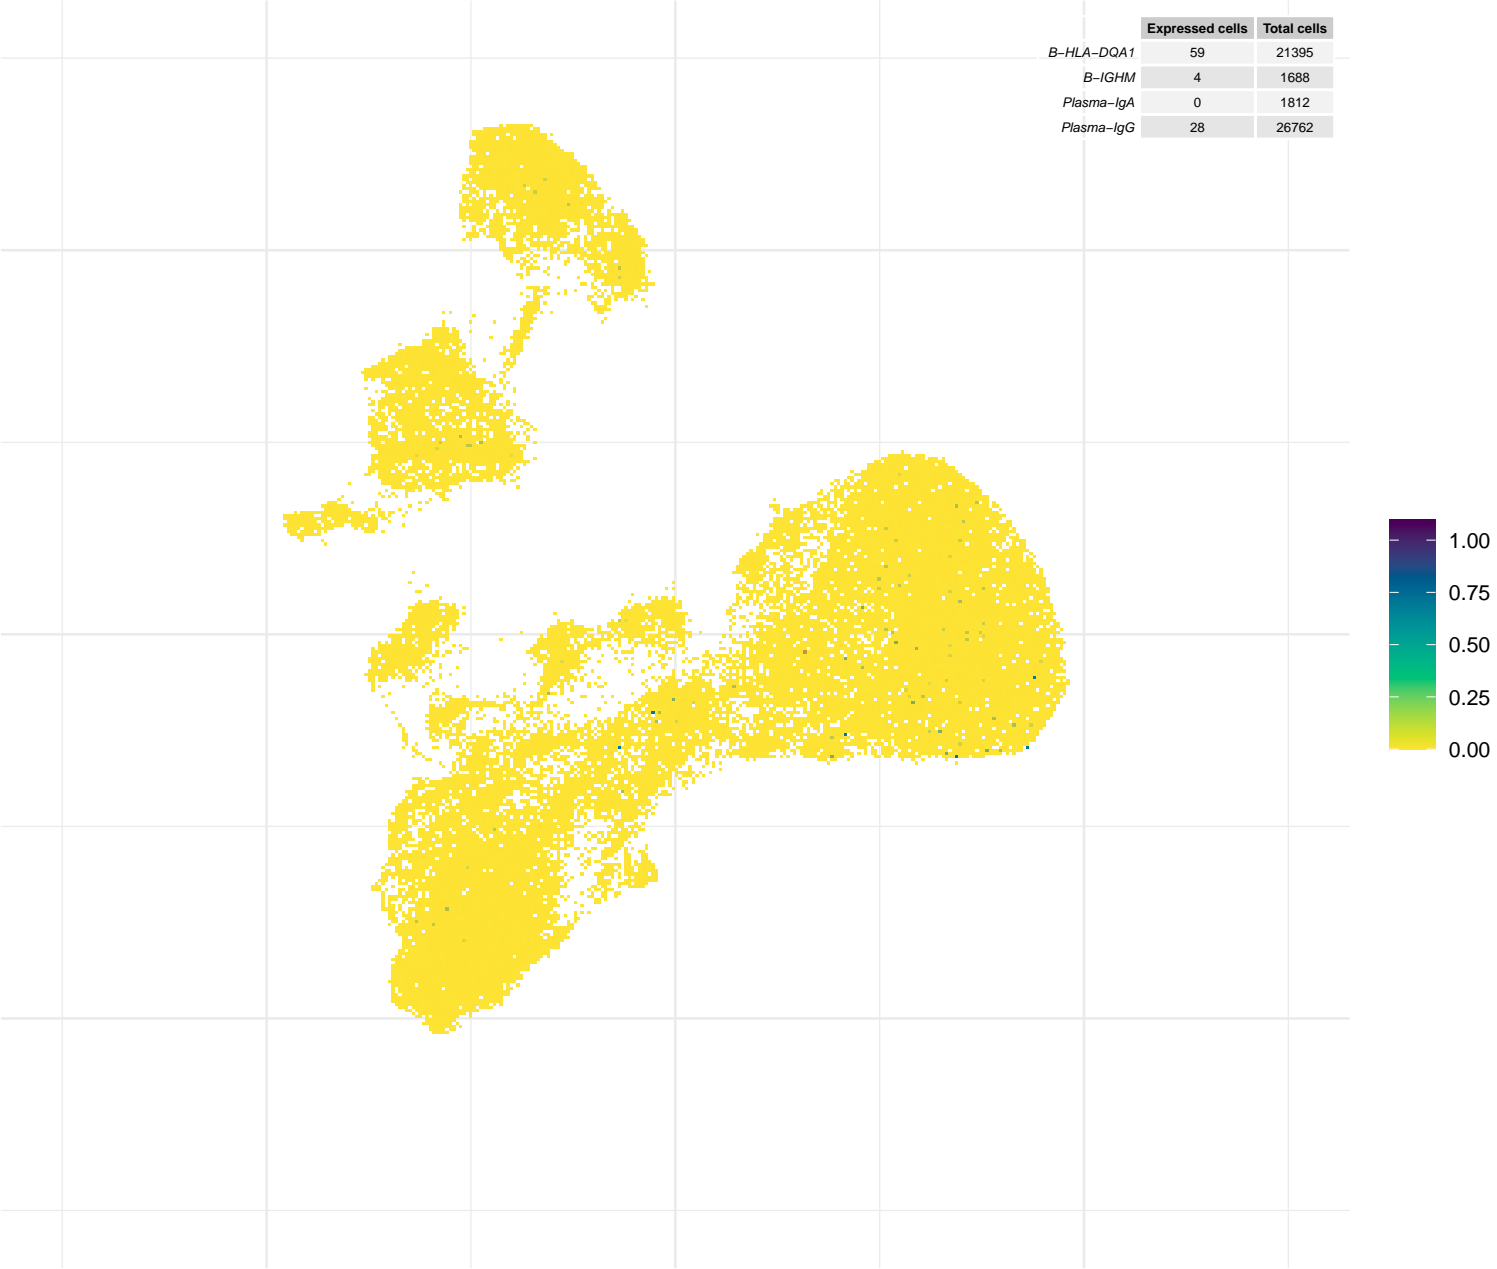 Expressed cells Total cells
B−HLA−DQA1 59 21395
B−IGHM 4 1688
Plasma−IgA 0 1812
Plasma−IgG 28 26762
1.00
0.75
0.50
0.25
0.00